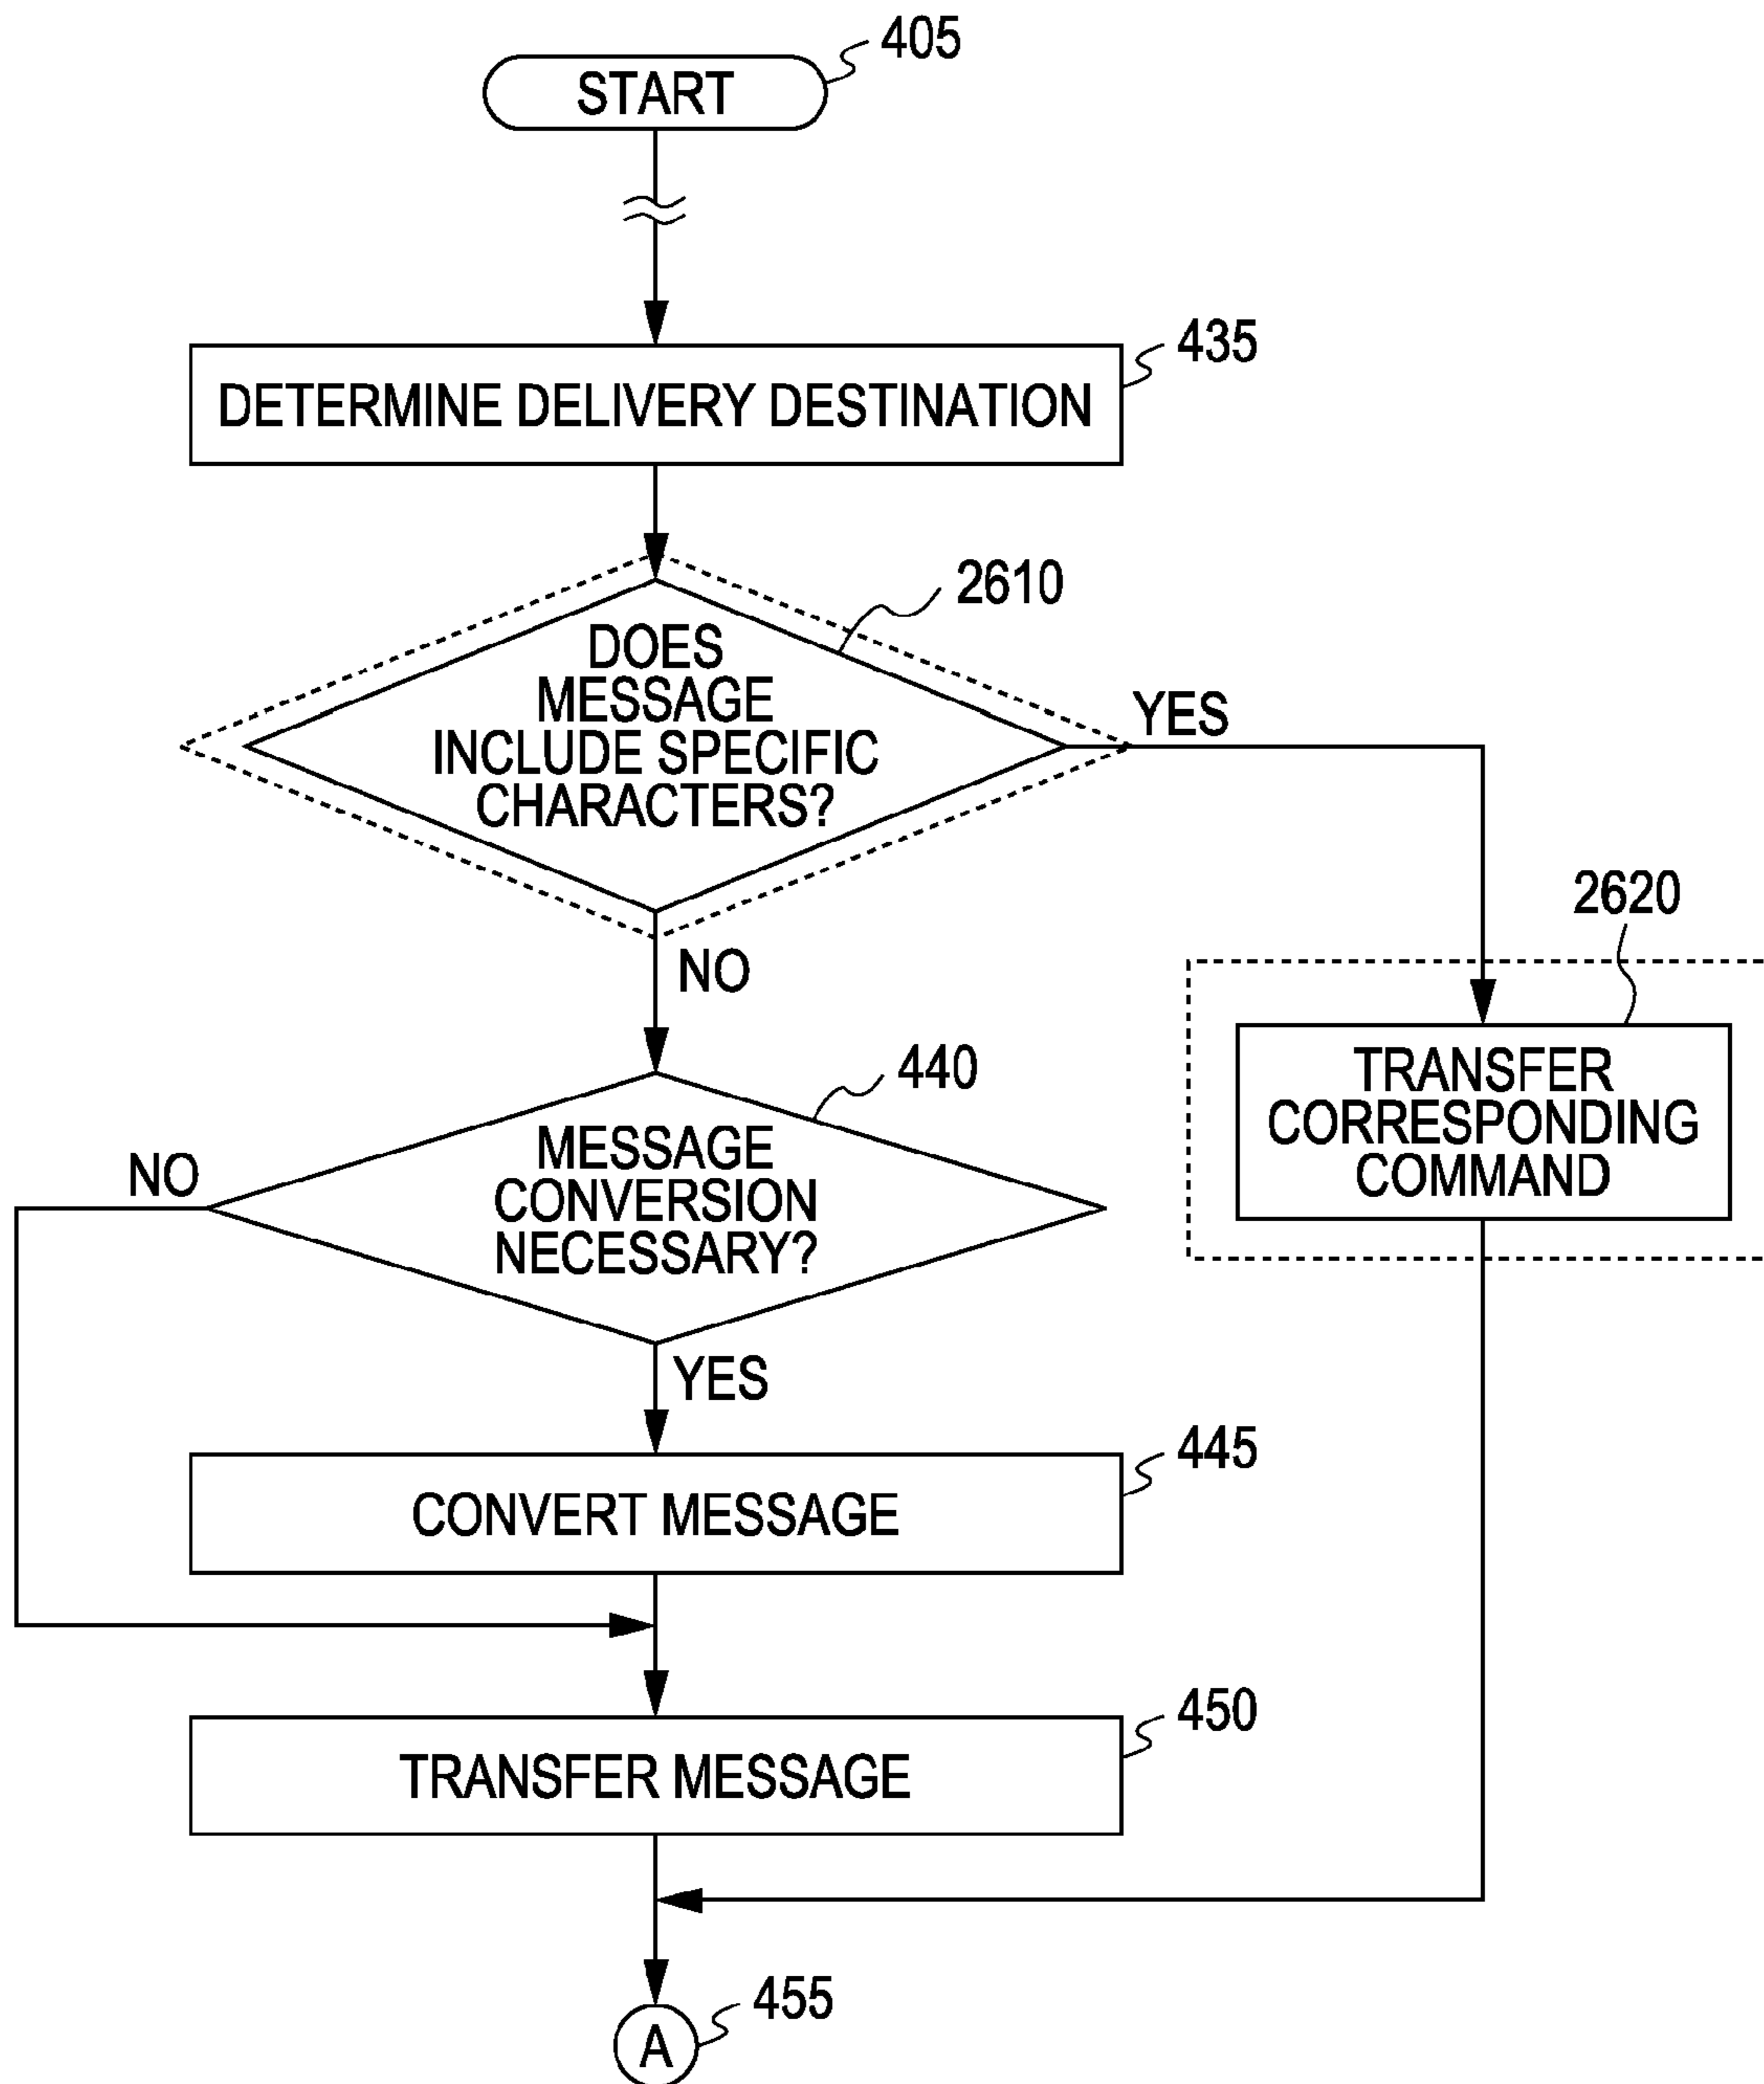 405
START
435
DETERMINE DELIVERY DESTINATION
2610
DOES
MESSAGE
INCLUDE SPECIFIC
CHARACTERS?
YES
NO
2620
TRANSFER
CORRESPONDING
COMMAND
440
MESSAGE
CONVERSION
NECESSARY?
NO
YES
445
CONVERT MESSAGE
450
TRANSFER MESSAGE
455
A